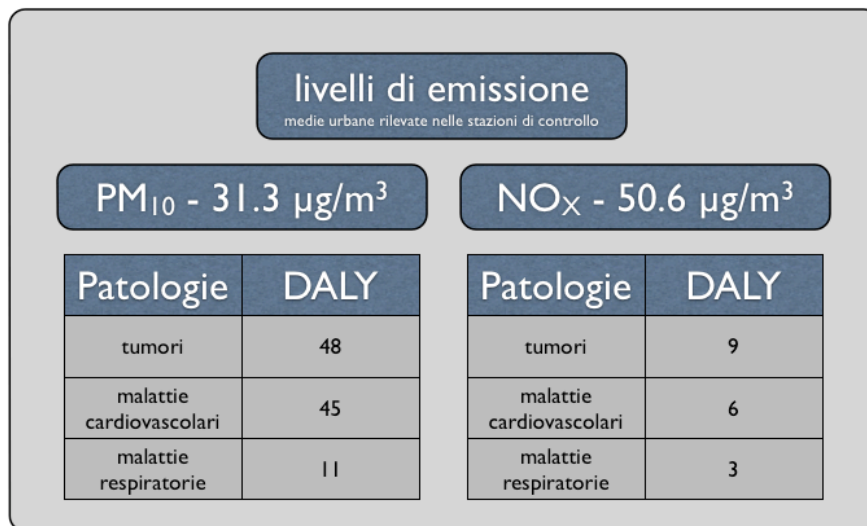 livelli di emissione
medie urbane rilevate nelle stazioni di controllo
PM10 - 31.3 µg/m³
Patologie DALY
tumori 48
malattie
cardiovascolari 45
malattie
respiratorie 11
NOX - 50.6 µg/m³
Patologie DALY
tumori 9
malattie
cardiovascolari 6
malattie
respiratorie 3